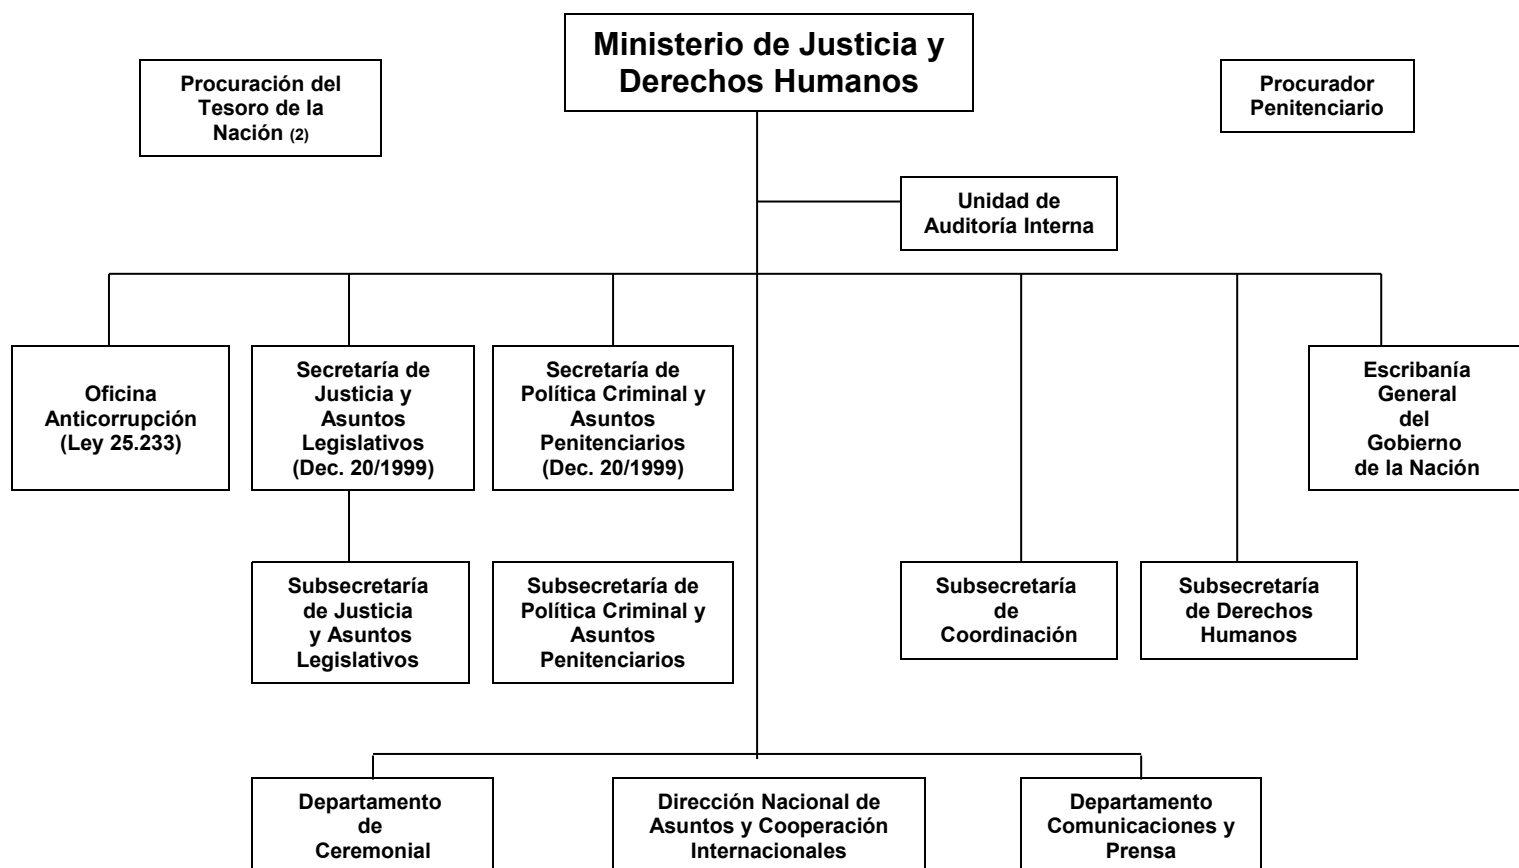 Ministerio de Justicia y
Derechos Humanos
Procuración del
Tesoro de la
Nación (2)
Procurador
Penitenciario
Unidad de
Auditoría Interna
Oficina
Anticorrupción
(Ley 25.233)
Secretaría de
Justicia y
Asuntos
Legislativos
(Dec. 20/1999)
Secretaría de
Política Criminal y
Asuntos
Penitenciarios
(Dec. 20/1999)
Escribanía
General
del
Gobierno
de la Nación
Subsecretaría
de Justicia
y Asuntos
Legislativos
Subsecretaría de
Política Criminal y
Asuntos
Penitenciarios
Subsecretaría
de
Coordinación
Subsecretaría
de Derechos
Humanos
Departamento
de
Ceremonial
Dirección Nacional de
Asuntos y Cooperación
Internacionales
Departamento
Comunicaciones y
Prensa